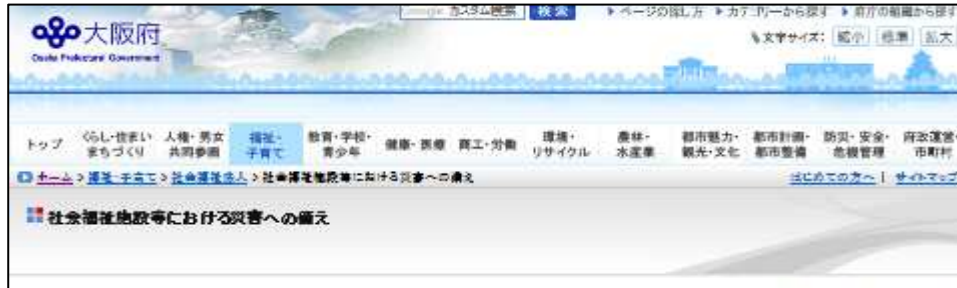 大阪府
Osaka Prefectural Government
カスタム検索 検索 ページの探し方 カテゴリーから探す 府庁の組織から探す
文字サイズ: 縮小 標準 拡大
トップ
くらし・住まい
まちづくり
人権・男女
共同参画
福祉・
子育て
教育・学校・
青少年
健康・医療
商工・労働
環境・
リサイクル
農林・
水産業
都市魅力・
観光・文化
都市計画・
都市整備
防災・安全・
危機管理
府政運営・
市町村
ホーム > 福祉・子育て > 社会福祉法人 > 社会福祉施設等における災害への備え
はじめての方へ | サイトマップ
社会福祉施設等における災害への備え